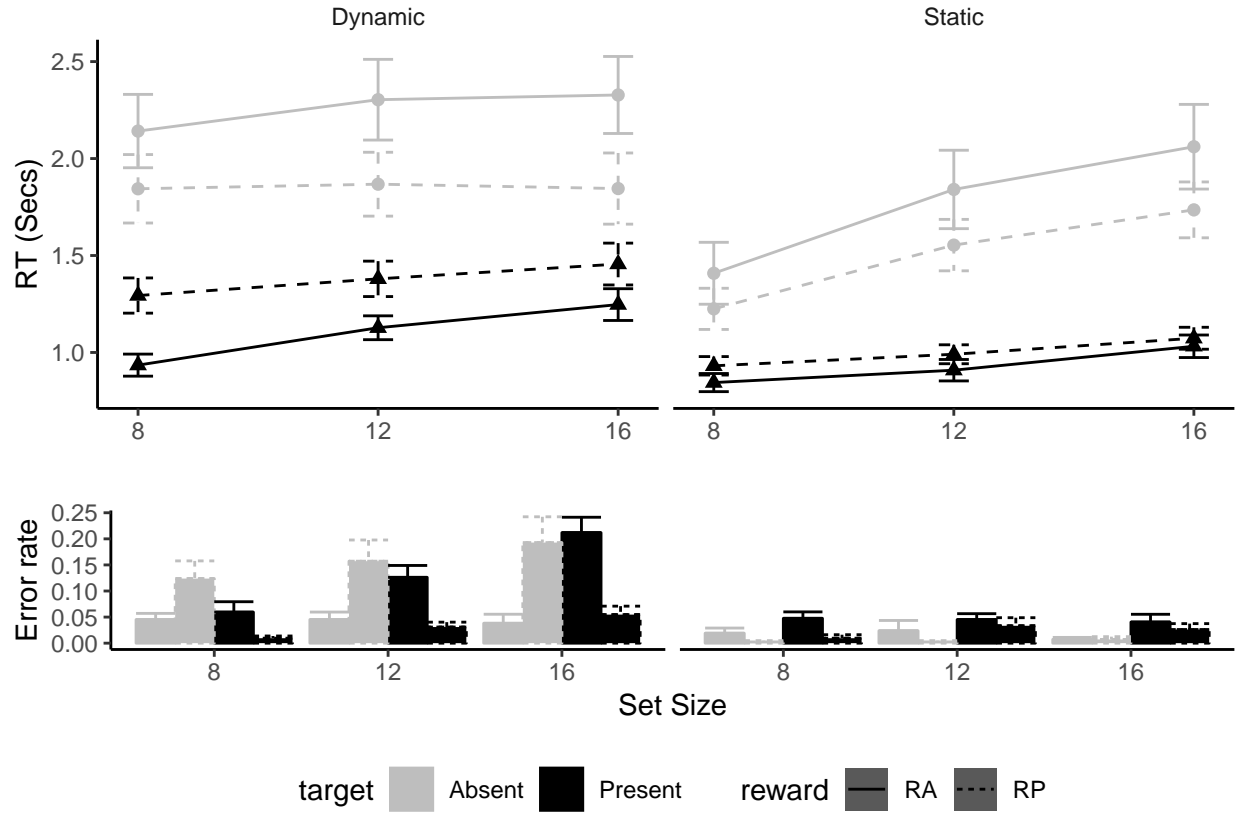 Dynamic Static
RT (Secs)
2.5
2.0
1.5
1.0
8 12 16 8 12 16
Error rate
0.25
0.20
0.15
0.10
0.05
0.00
8 12 16 8 12 16
Set Size
target Absent Present reward RA RP